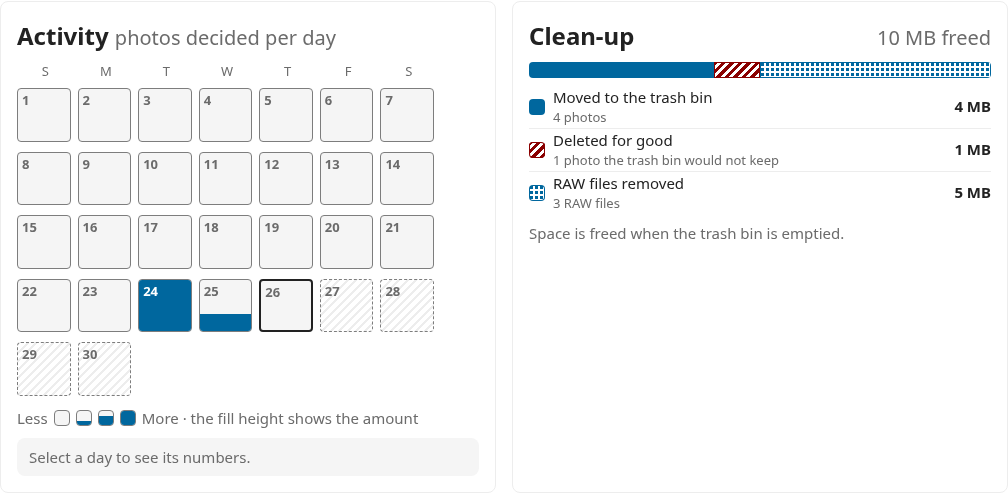 Activity photos decided per day
S M T W T F S
1 2 3 4 5 6 7
8 9 10 11 12 13 14
15 16 17 18 19 20 21
22 23 24 25 26 27 28
29 30
Less More · the fill height shows the amount
Select a day to see its numbers.
Clean-up 10 MB freed
Moved to the trash bin 4 MB
4 photos
Deleted for good 1 MB
1 photo the trash bin would not keep
RAW files removed 5 MB
3 RAW files
Space is freed when the trash bin is emptied.